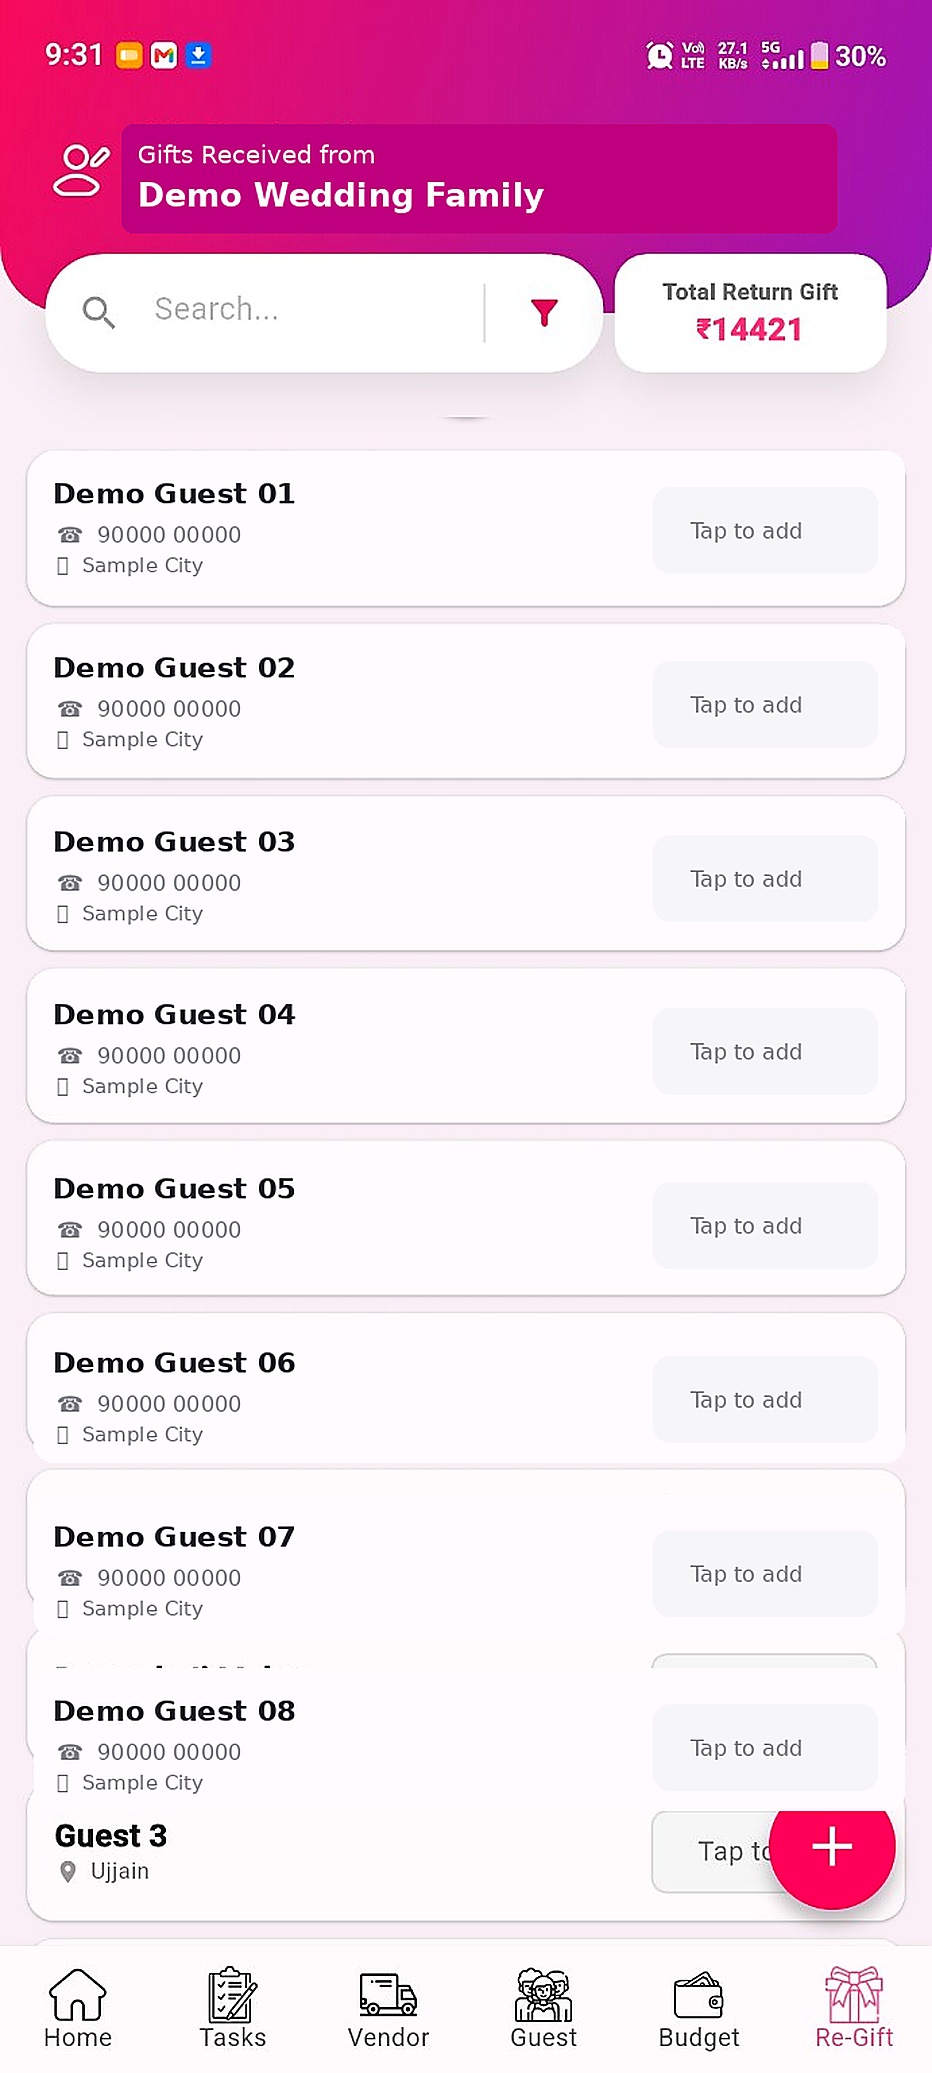 9:31
Vo) LTE 27.1 KB/s 5G 30%
Gifts Received from
Demo Wedding Family
Search...
Total Return Gift
₹14421
Demo Guest 01
90000 00000
Sample City
Tap to add
Demo Guest 02
90000 00000
Sample City
Tap to add
Demo Guest 03
90000 00000
Sample City
Tap to add
Demo Guest 04
90000 00000
Sample City
Tap to add
Demo Guest 05
90000 00000
Sample City
Tap to add
Demo Guest 06
90000 00000
Sample City
Tap to add
Demo Guest 07
90000 00000
Sample City
Tap to add
Demo Guest 08
90000 00000
Sample City
Tap to add
Guest 3
Ujjain
Tap to
Home Tasks Vendor Guest Budget Re-Gift